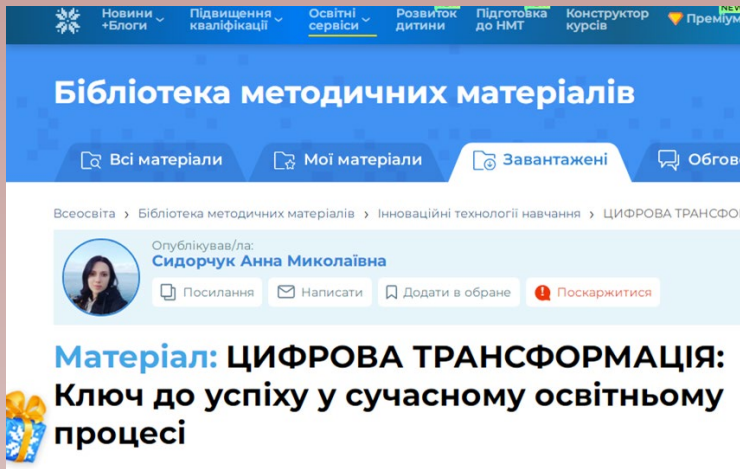 Новини
+Блоги
Підвищення
кваліфікації
Освітні
сервіси
Розвиток
дитини
Підготовка
до НМТ
Конструктор
курсів
Преміум
Бібліотека методичних матеріалів
Всі матеріали
Мої матеріали
Завантажені
Обгов
Всеосвіта › Бібліотека методичних матеріалів › Інноваційні технології навчання › ЦИФРОВА ТРАНСФО
Опублікував/ла:
Сидорчук Анна Миколаївна
Посилання
Написати
Додати в обране
Поскаржитися
Матеріал: ЦИФРОВА ТРАНСФОРМАЦІЯ:
Ключ до успіху у сучасному освітньому
процесі